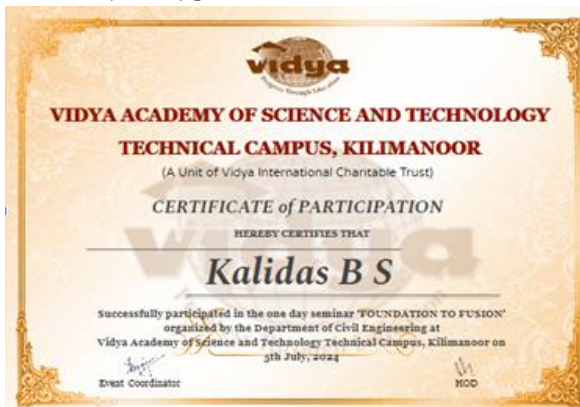 vidya
Progress Through Education
VIDYA ACADEMY OF SCIENCE AND TECHNOLOGY
TECHNICAL CAMPUS, KILIMANOOR
(A Unit of Vidya International Charitable Trust)
CERTIFICATE of PARTICIPATION
HEREBY CERTIFIES THAT
Kalidas B S
Successfully participated in the one day seminar 'FOUNDATION TO FUSION'
organized by the Department of Civil Engineering at
Vidya Academy of Science and Technology Technical Campus, Kilimanoor on
5th July, 2024
Event Coordinator HOD